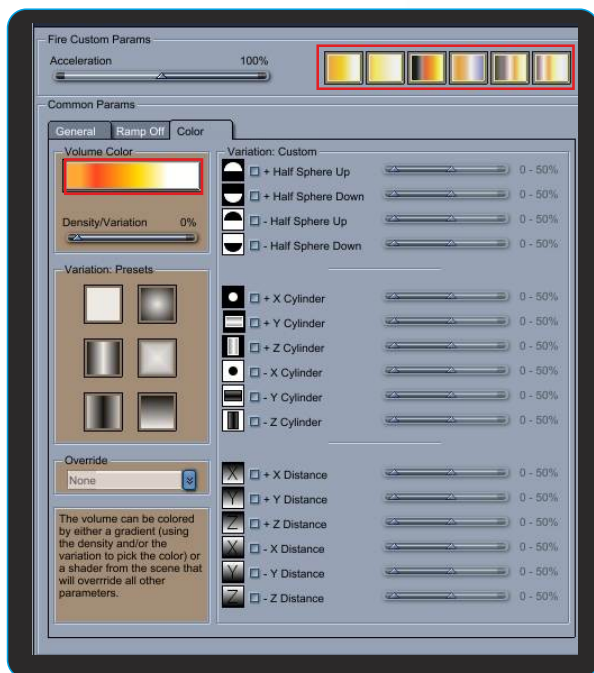 Fire Custom Params
Acceleration 100%
Common Params
General Ramp Off Color
Volume Color
Density/Variation 0%
Variation: Presets
Override
None
The volume can be colored
by either a gradient (using
the density and/or the
variation to pick the color) or
a shader from the scene that
will overrride all other
parameters.
Variation: Custom
+ Half Sphere Up 0 - 50%
+ Half Sphere Down 0 - 50%
- Half Sphere Up 0 - 50%
- Half Sphere Down 0 - 50%
+ X Cylinder 0 - 50%
+ Y Cylinder 0 - 50%
+ Z Cylinder 0 - 50%
- X Cylinder 0 - 50%
- Y Cylinder 0 - 50%
- Z Cylinder 0 - 50%
X + X Distance 0 - 50%
Y + Y Distance 0 - 50%
Z + Z Distance 0 - 50%
X - X Distance 0 - 50%
Y - Y Distance 0 - 50%
Z - Z Distance 0 - 50%